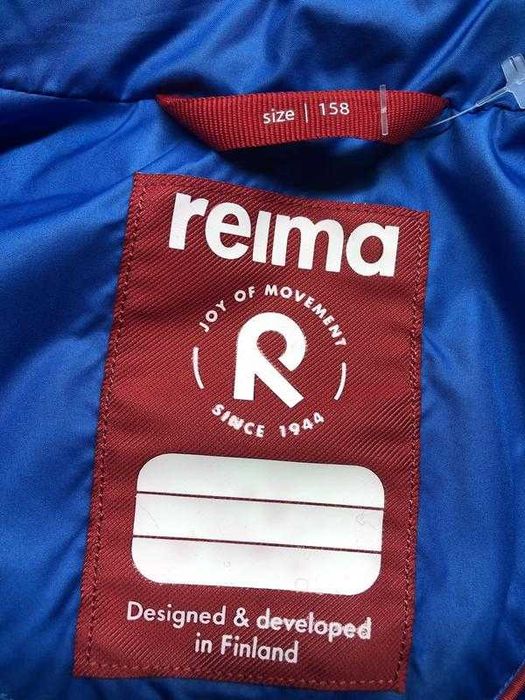 size | 158
reima
JOY OF MOVEMENT
R
SINCE 1944
Designed & developed
in Finland